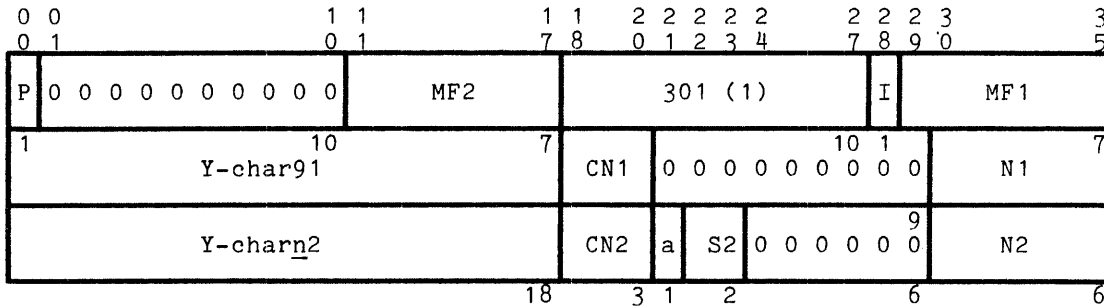 0 0 1 1 1 1 2 2 2 2 2 2 2 2 3 3
0 1 0 1 7 8 0 1 2 3 4 7 8 9 0 5
P 0 0 0 0 0 0 0 0 0 0 MF2 301 (1) I MF1
1 10 7 10 1 7
Y-char91 CN1 0 0 0 0 0 0 0 0 0 N1
9
Y-charn2 CN2 a S2 0 0 0 0 0 0 N2
18 3 1 2 6 6